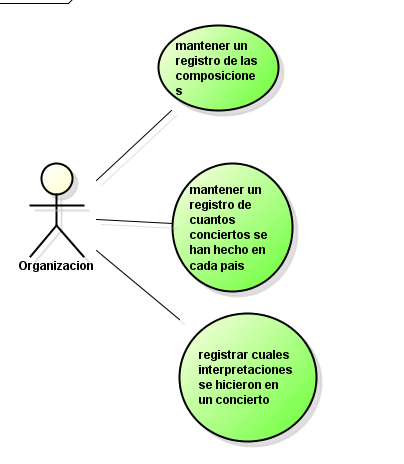 mantener un
registro de las
composicione
s
mantener un
registro de
cuantos
conciertos se
han hecho en
cada pais
Organizacion
registrar cuales
interpretaciones
se hicieron en
un concierto